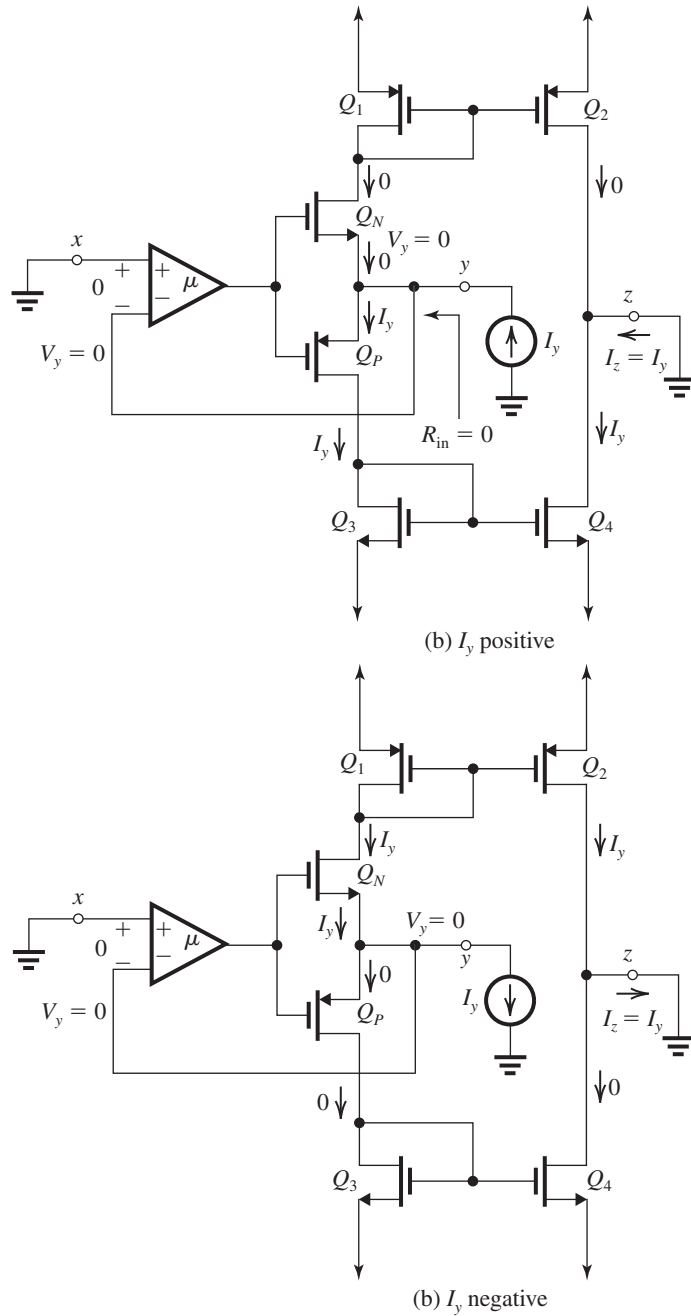 Q1
Q2
0
0
QN
x
Vy = 0
0
y
+
+
μ
0
z
−
−
Iy
Iy
QP
Vy = 0
Iz = Iy
Iy
Rin = 0
Iy
Q3
Q4
(b) Iy positive
Q1
Q2
Iy
Iy
QN
x
Iy
Vy = 0
+
+
μ
0
z
y
−
−
0
Iy
Vy = 0
QP
Iz = Iy
0
0
Q3
Q4
(b) Iy negative